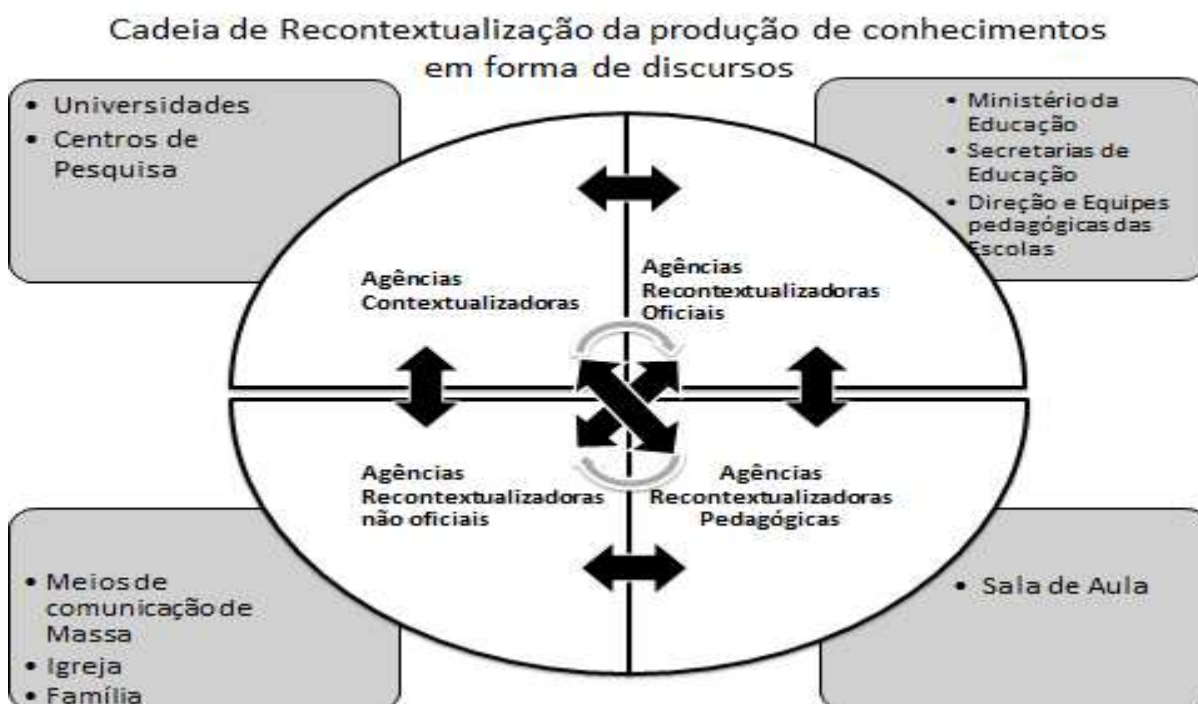 Cadeia de Recontextualização da produção de conhecimentos
em forma de discursos
• Universidades
• Centros de
Pesquisa
• Ministério da
Educação
• Secretarias de
Educação
• Direção e Equipes
pedagógicas das
Escolas
Agências
Contextualizadoras
Agências
Recontextualizadoras
Oficiais
Agências
Recontextualizadoras
não oficiais
Agências
Recontextualizadoras
Pedagógicas
• Meios de
comunicação de
Massa
• Igreja
• Família
• Sala de Aula